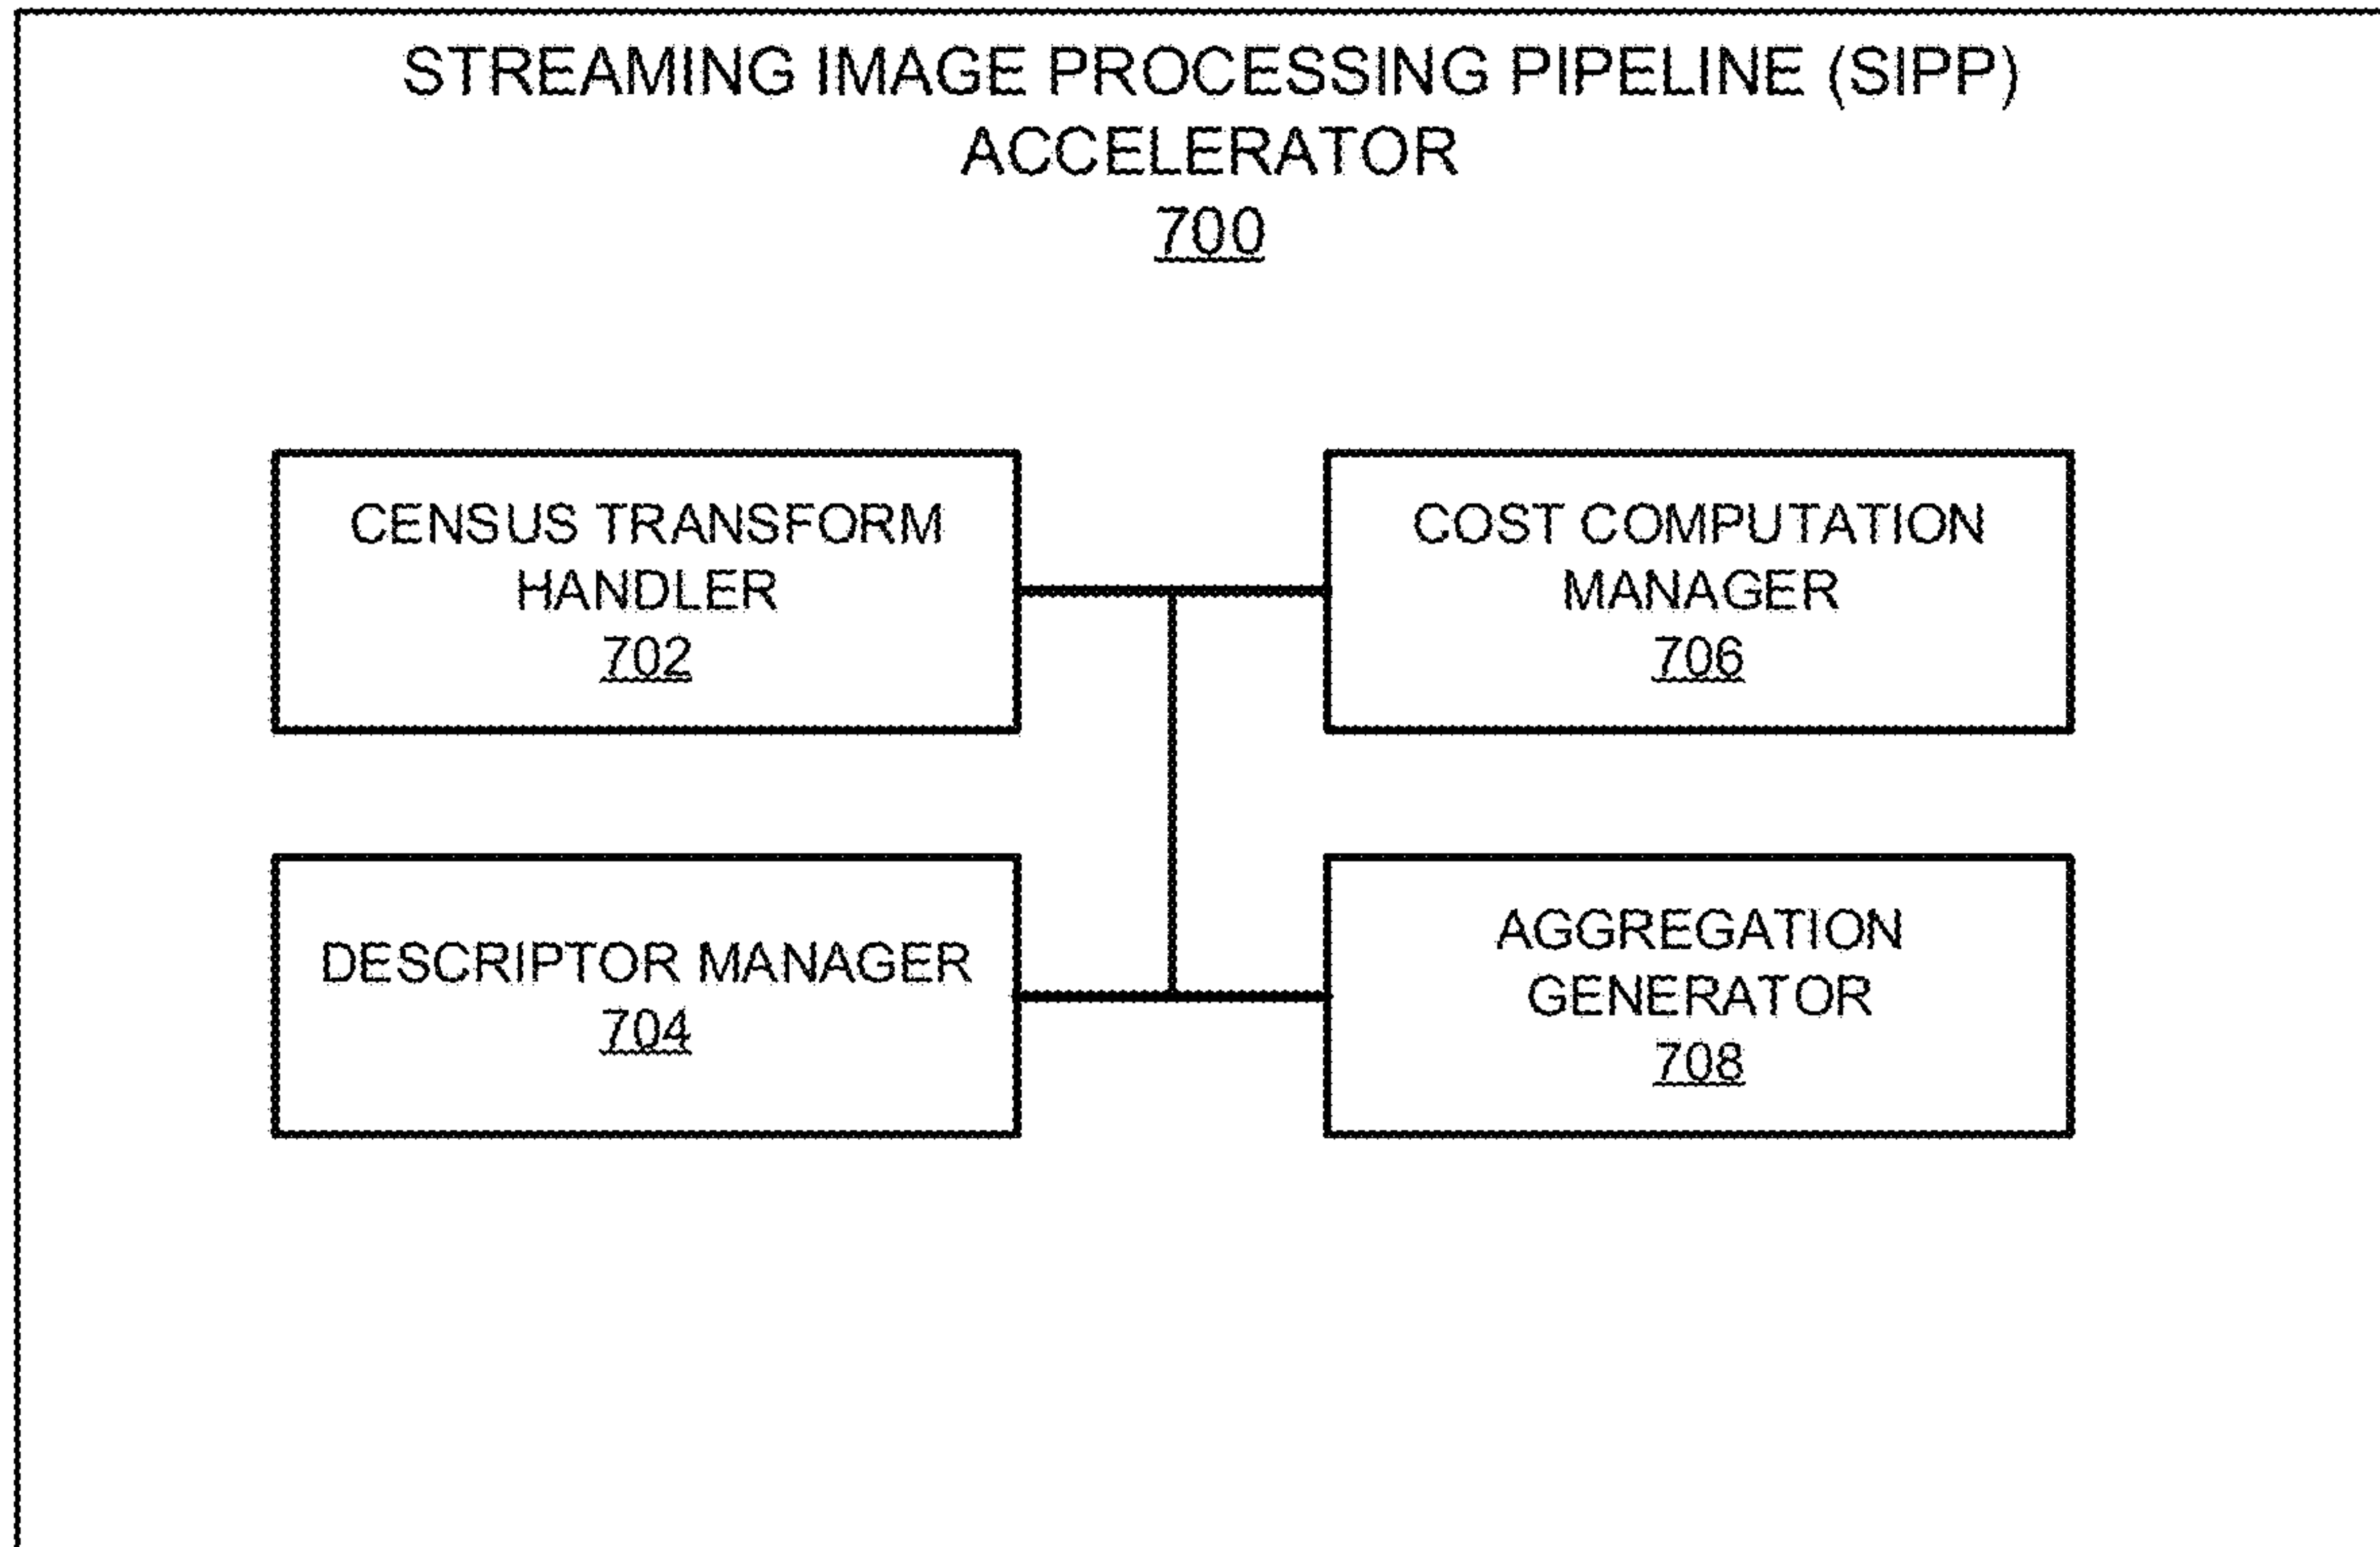 STREAMING IMAGE PROCESSING PIPELINE (SIPP)
ACCELERATOR
700
CENSUS TRANSFORM
HANDLER
702
COST COMPUTATION
MANAGER
706
DESCRIPTOR MANAGER
704
AGGREGATION
GENERATOR
708